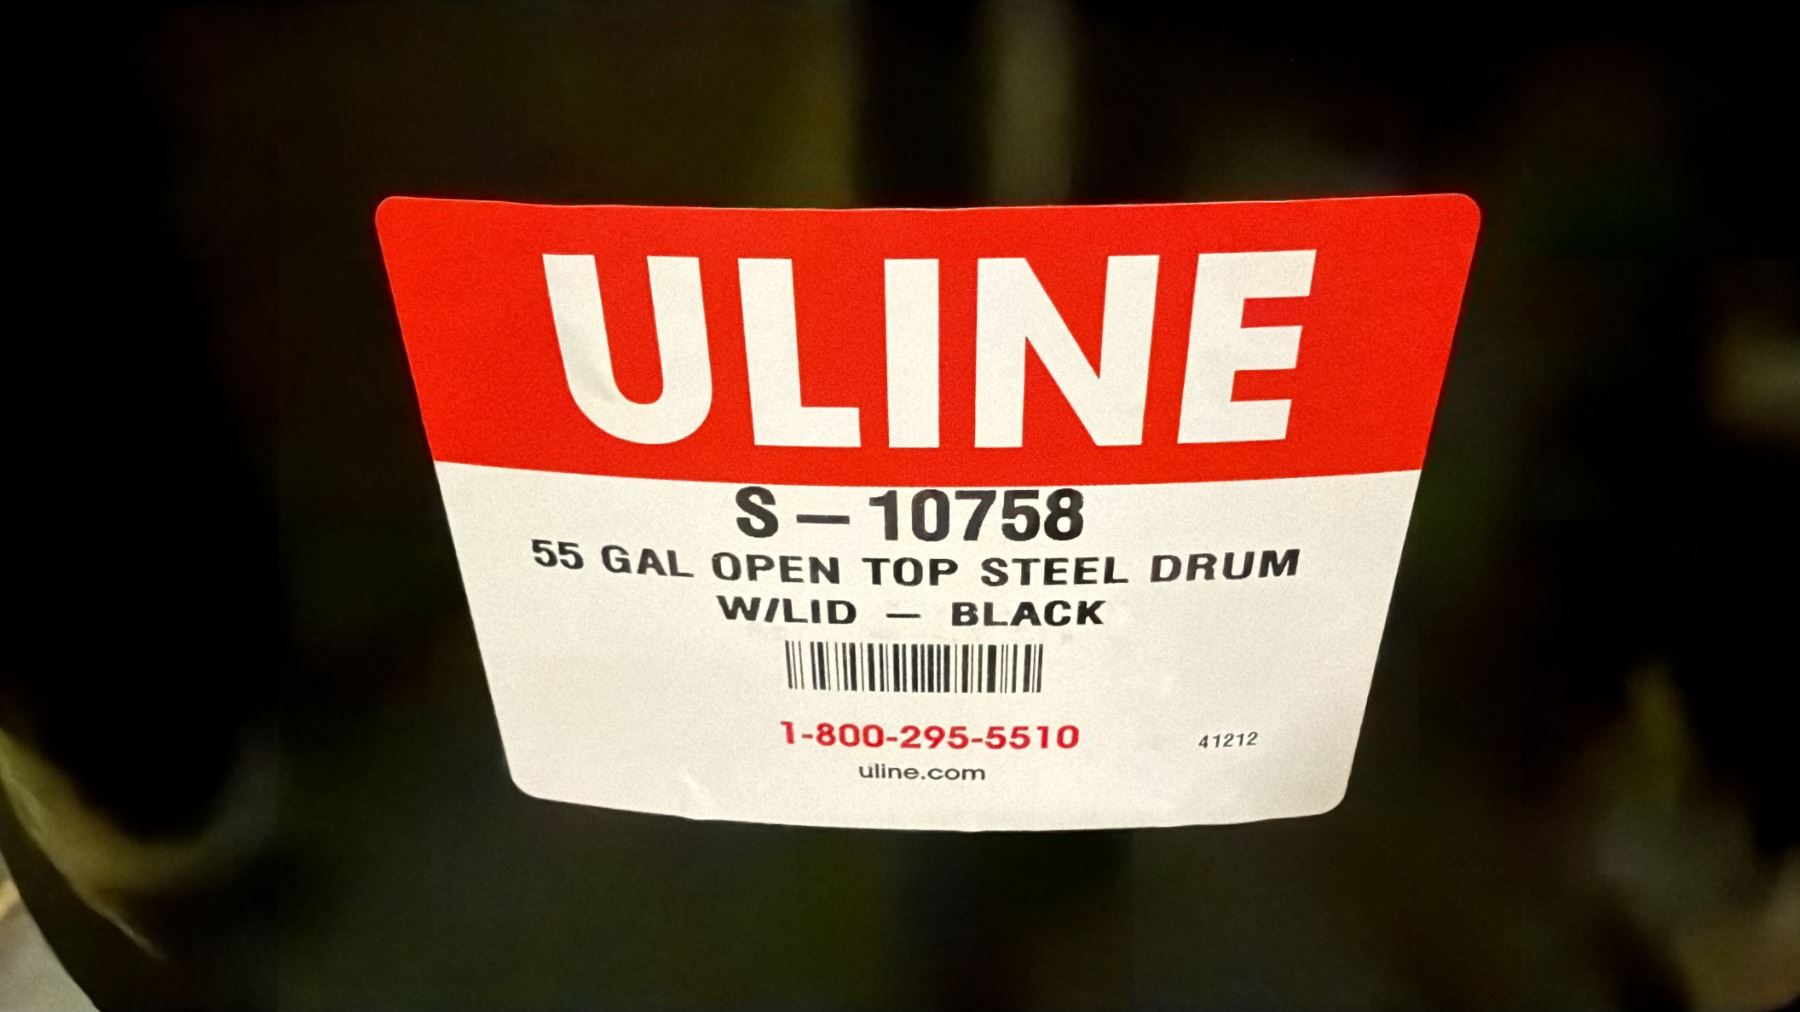 ULINE
S – 10758
55 GAL OPEN TOP STEEL DRUM
W/LID – BLACK
1-800-295-5510
41212
uline.com